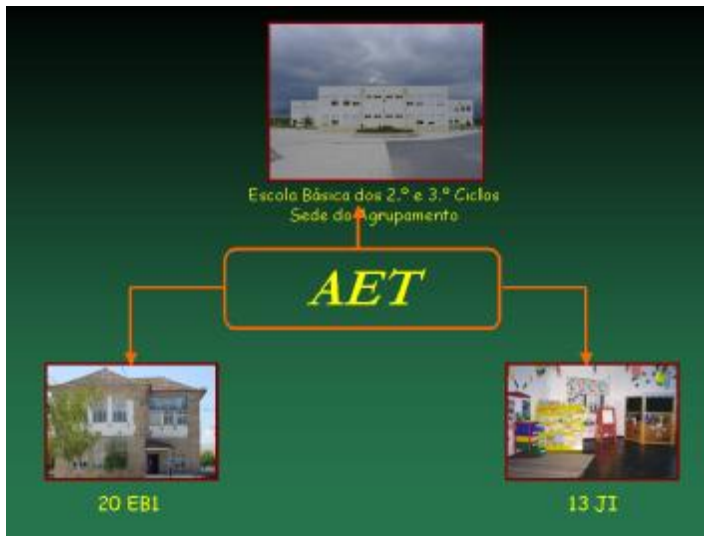 Escola Básica dos 2.º e 3.º Ciclos
Sede do Agrupamento
AET
20 EB1
13 JI